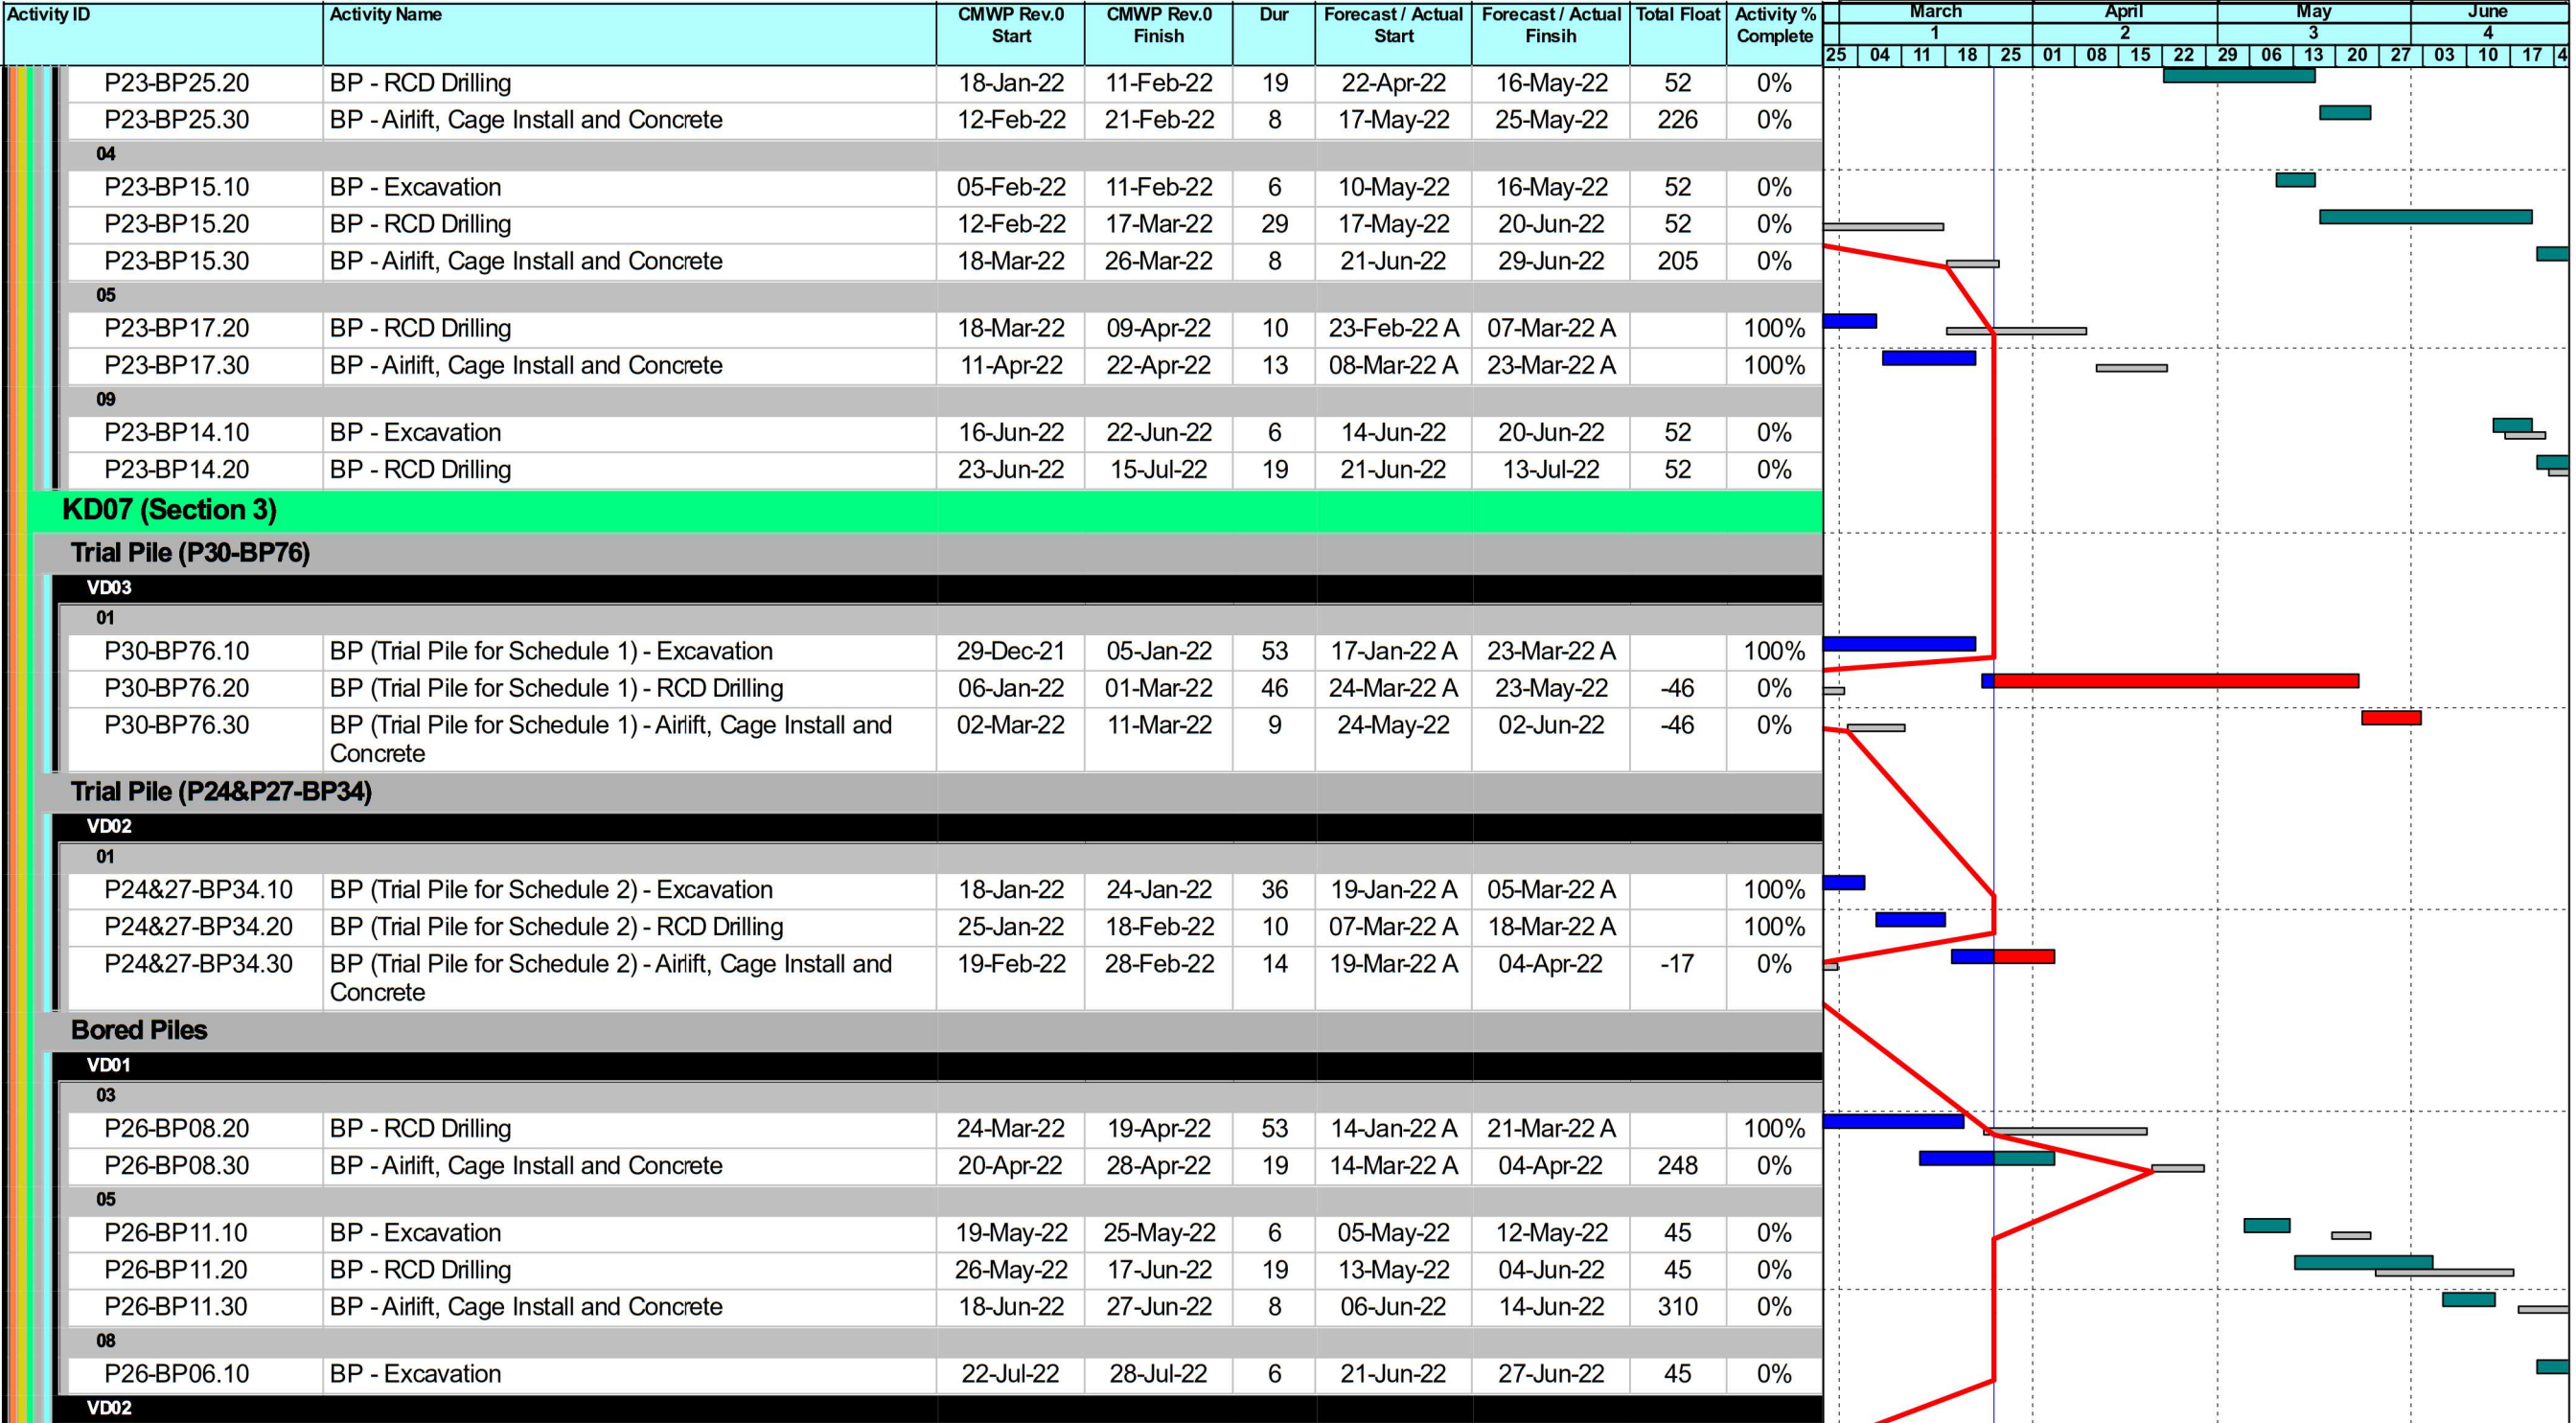 Activity ID Activity Name CMWP Rev.0 Start CMWP Rev.0 Finish Dur Forecast / Actual Start Forecast / Actual Finsih Total Float Activity % Complete March April May June
1 2 3 4
25 04 11 18 25 01 08 15 22 29 06 13 20 27 03 10 17 4
P23-BP25.20 BP - RCD Drilling 18-Jan-22 11-Feb-22 19 22-Apr-22 16-May-22 52 0%
P23-BP25.30 BP - Airlift, Cage Install and Concrete 12-Feb-22 21-Feb-22 8 17-May-22 25-May-22 226 0%
04
P23-BP15.10 BP - Excavation 05-Feb-22 11-Feb-22 6 10-May-22 16-May-22 52 0%
P23-BP15.20 BP - RCD Drilling 12-Feb-22 17-Mar-22 29 17-May-22 20-Jun-22 52 0%
P23-BP15.30 BP - Airlift, Cage Install and Concrete 18-Mar-22 26-Mar-22 8 21-Jun-22 29-Jun-22 205 0%
05
P23-BP17.20 BP - RCD Drilling 18-Mar-22 09-Apr-22 10 23-Feb-22 A 07-Mar-22 A 100%
P23-BP17.30 BP - Airlift, Cage Install and Concrete 11-Apr-22 22-Apr-22 13 08-Mar-22 A 23-Mar-22 A 100%
09
P23-BP14.10 BP - Excavation 16-Jun-22 22-Jun-22 6 14-Jun-22 20-Jun-22 52 0%
P23-BP14.20 BP - RCD Drilling 23-Jun-22 15-Jul-22 19 21-Jun-22 13-Jul-22 52 0%
KD07 (Section 3)
Trial Pile (P30-BP76)
VD03
01
P30-BP76.10 BP (Trial Pile for Schedule 1) - Excavation 29-Dec-21 05-Jan-22 53 17-Jan-22 A 23-Mar-22 A 100%
P30-BP76.20 BP (Trial Pile for Schedule 1) - RCD Drilling 06-Jan-22 01-Mar-22 46 24-Mar-22 A 23-May-22 -46 0%
P30-BP76.30 BP (Trial Pile for Schedule 1) - Airlift, Cage Install and 02-Mar-22 11-Mar-22 9 24-May-22 02-Jun-22 -46 0%
Concrete
Trial Pile (P24&P27-BP34)
VD02
01
P24&27-BP34.10 BP (Trial Pile for Schedule 2) - Excavation 18-Jan-22 24-Jan-22 36 19-Jan-22 A 05-Mar-22 A 100%
P24&27-BP34.20 BP (Trial Pile for Schedule 2) - RCD Drilling 25-Jan-22 18-Feb-22 10 07-Mar-22 A 18-Mar-22 A 100%
P24&27-BP34.30 BP (Trial Pile for Schedule 2) - Airlift, Cage Install and 19-Feb-22 28-Feb-22 14 19-Mar-22 A 04-Apr-22 -17 0%
Concrete
Bored Piles
VD01
03
P26-BP08.20 BP - RCD Drilling 24-Mar-22 19-Apr-22 53 14-Jan-22 A 21-Mar-22 A 100%
P26-BP08.30 BP - Airlift, Cage Install and Concrete 20-Apr-22 28-Apr-22 19 14-Mar-22 A 04-Apr-22 248 0%
05
P26-BP11.10 BP - Excavation 19-May-22 25-May-22 6 05-May-22 12-May-22 45 0%
P26-BP11.20 BP - RCD Drilling 26-May-22 17-Jun-22 19 13-May-22 04-Jun-22 45 0%
P26-BP11.30 BP - Airlift, Cage Install and Concrete 18-Jun-22 27-Jun-22 8 06-Jun-22 14-Jun-22 310 0%
08
P26-BP06.10 BP - Excavation 22-Jul-22 28-Jul-22 6 21-Jun-22 27-Jun-22 45 0%
VD02